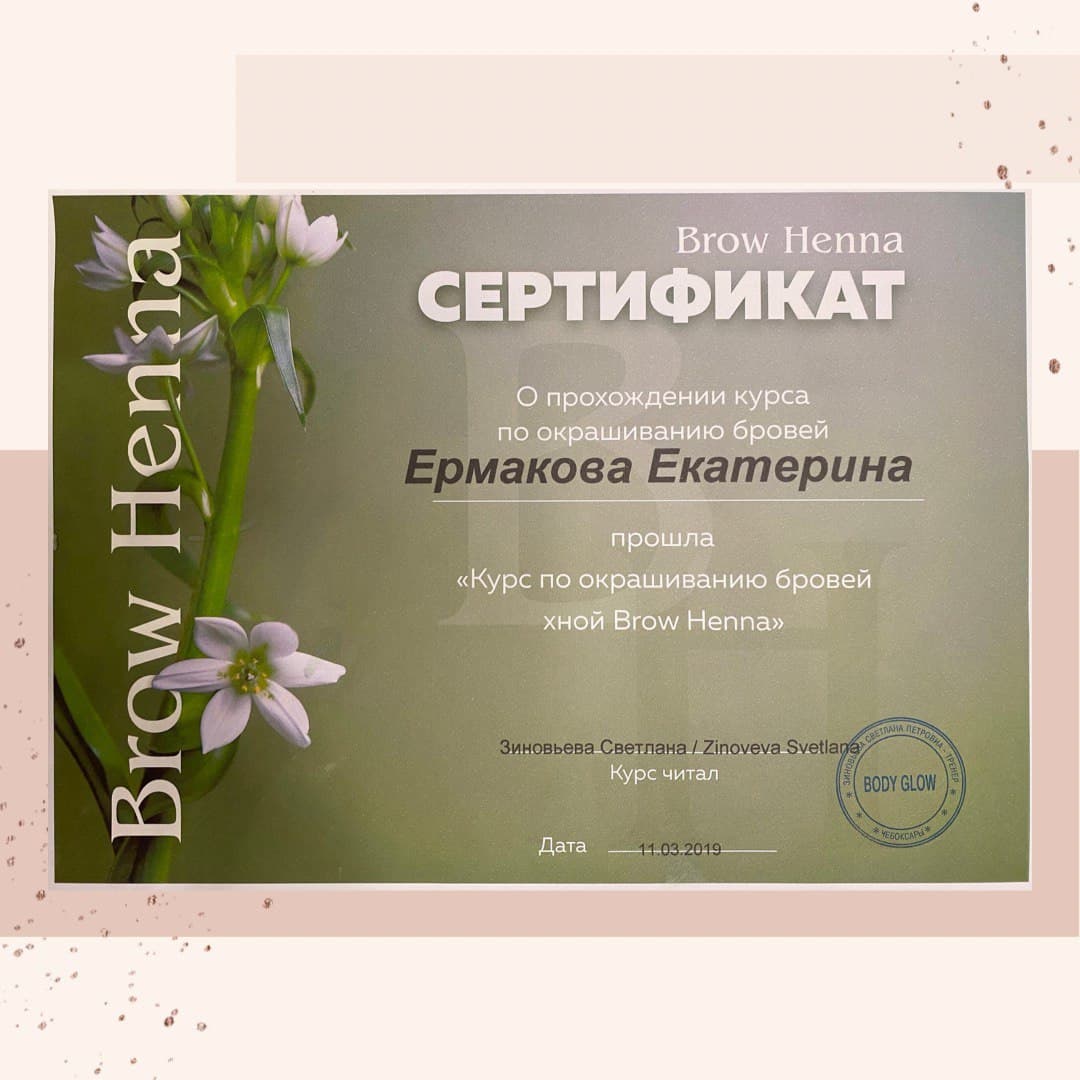 Brow Henna
Brow Henna
СЕРТИФИКАТ
О прохождении курса
по окрашиванию бровей
Ермакова Екатерина
прошла
«Курс по окрашиванию бровей
хной Brow Henna»
Зиновьева Светлана / Zinoveva Svetlana
Курс читал
ЗИНОВЬЕВА СВЕТЛАНА ПЕТРОВНА - ТРЕНЕР
BODY GLOW
* ЧЕБОКСАРЫ *
Дата 11.03.2019